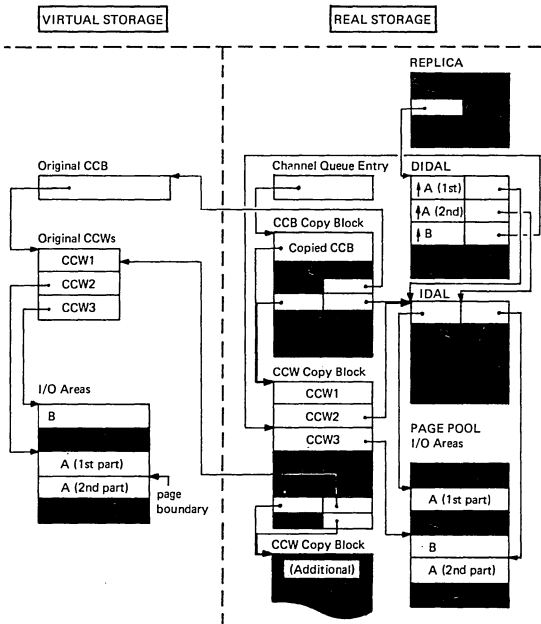 VIRTUAL STORAGE
REAL STORAGE
REPLICA
Original CCB
Channel Queue Entry
DIDAL
A (1st)
A (2nd)
B
CCB Copy Block
Copied CCB
Original CCWs
CCW1
CCW2
CCW3
IDAL
CCW Copy Block
CCW1
CCW2
CCW3
I/O Areas
B
A (1st part)
A (2nd part)
page
boundary
PAGE POOL
I/O Areas
A (1st part)
B
A (2nd part)
CCW Copy Block
(Additional)